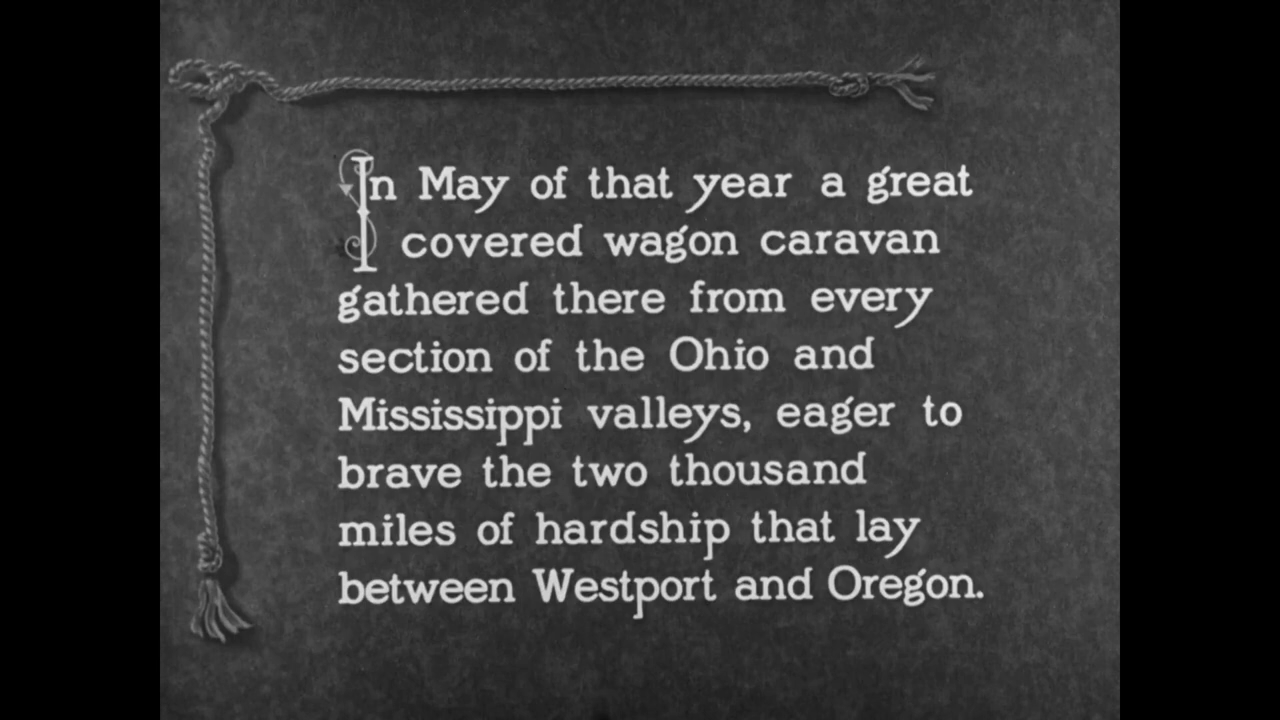 In May of that year a great
covered wagon caravan
gathered there from every
section of the Ohio and
Mississippi valleys, eager to
brave the two thousand
miles of hardship that lay
between Westport and Oregon.